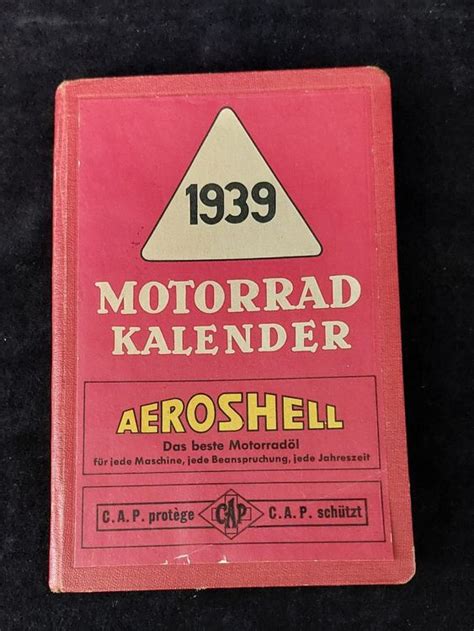 1939
MOTORRAD
KALENDER
AEROSHELL
Das beste Motorradöl
für jede Maschine, jede Beanspruchung, jede Jahreszeit
C.A.P. protège CAP C.A.P. schützt